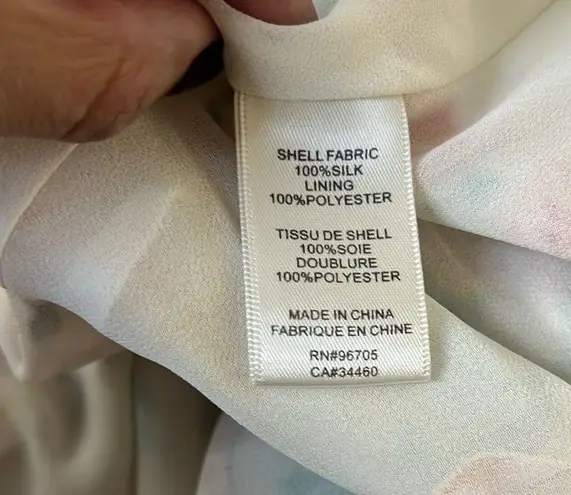 SHELL FABRIC
100%SILK
LINING
100%POLYESTER
TISSU DE SHELL
100%SOIE
DOUBLURE
100%POLYESTER
MADE IN CHINA
FABRIQUE EN CHINE
RN#96705
CA#34460